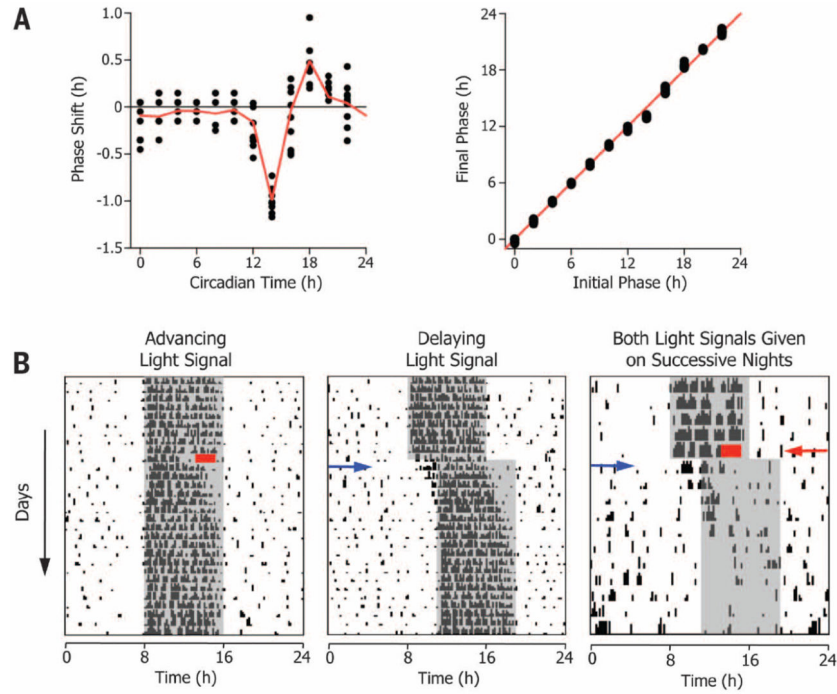 A
1.0
0.5
0
-0.5
-1.0
-1.5
Phase Shift (h)
0 6 12 18 24
Circadian Time (h)
24
18
12
6
0
Final Phase (h)
0 6 12 18 24
Initial Phase (h)
B
Advancing
Light Signal
Delaying
Light Signal
Both Light Signals Given
on Successive Nights
Days
0 8 16 24
Time (h)
0 8 16 24
Time (h)
0 8 16 24
Time (h)